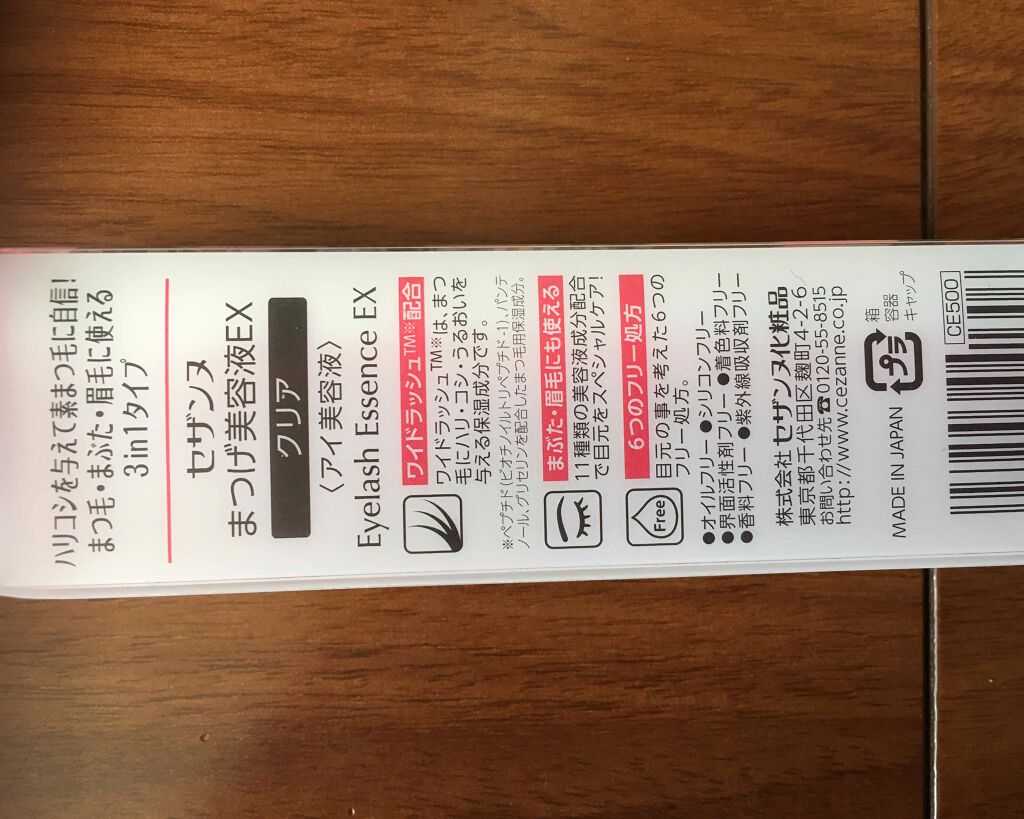 ハリコシを与えて素まつ毛に自信!
まつ毛・まぶた・眉毛に使える
3in1タイプ
セザンヌ
まつげ美容液EX
クリア
〈アイ美容液〉
Eyelash Essence EX
ワイドラッシュTM※配合
ワイドラッシュTM※は、まつ
毛にハリ・コシ・うるおいを
与える保湿成分です。
※ペプチド(ビオチノイルトリペプチド-1)、パンテ
ノール、グリセリンを配合したまつ毛用保湿成分。
まぶた・眉毛にも使える
11種類の美容液成分配合
で目元をスペシャルケア!
6つのフリー処方
Free
目元の事を考えた6つの
フリー処方。
●オイルフリー ●シリコンフリー
●界面活性剤フリー ●着色料フリー
●香料フリー ●紫外線吸収剤フリー
株式会社 セザンヌ化粧品
東京都千代田区麹町4-2-6
お問い合わせ先☎0120-55-8515
http://www.cezanne.co.jp
MADE IN JAPAN
プラ
箱
容器
キャップ
CE5001